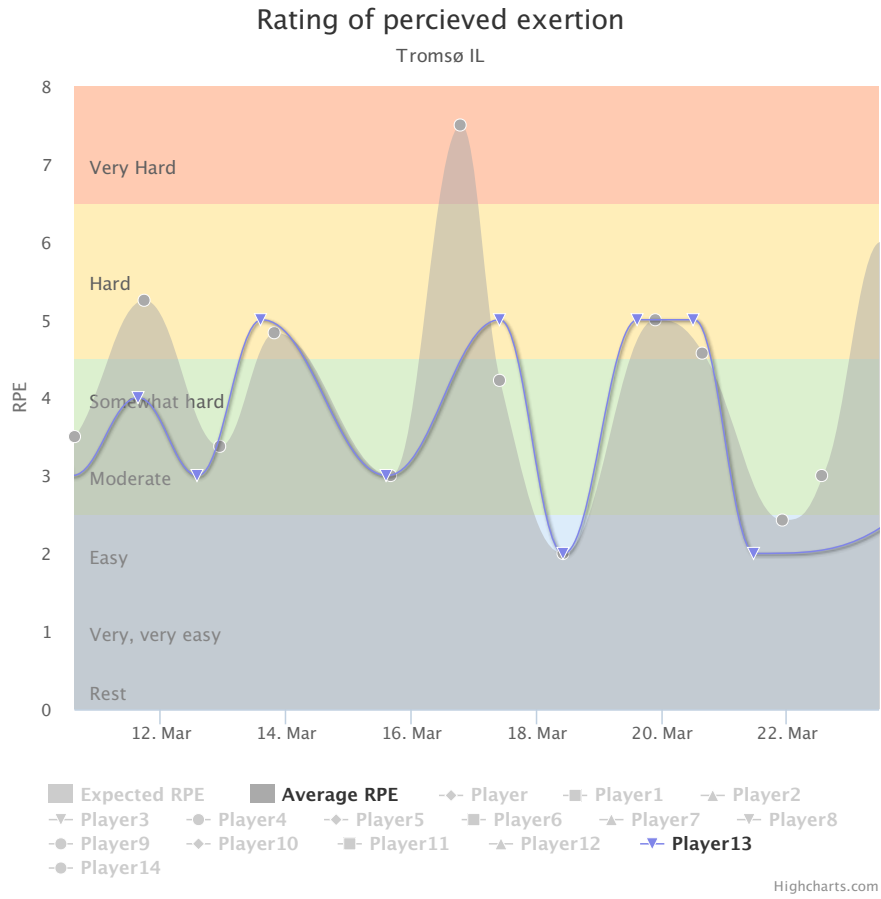 Rating of percieved exertion
Tromsø IL
8
7
6
5
4
3
2
1
0
RPE
Very Hard
Hard
Somewhat hard
Moderate
Easy
Very, very easy
Rest
12. Mar 14. Mar 16. Mar 18. Mar 20. Mar 22. Mar
Expected RPE Average RPE Player Player1 Player2
Player3 Player4 Player5 Player6 Player7 Player8
Player9 Player10 Player11 Player12 Player13
Player14
Highcharts.com